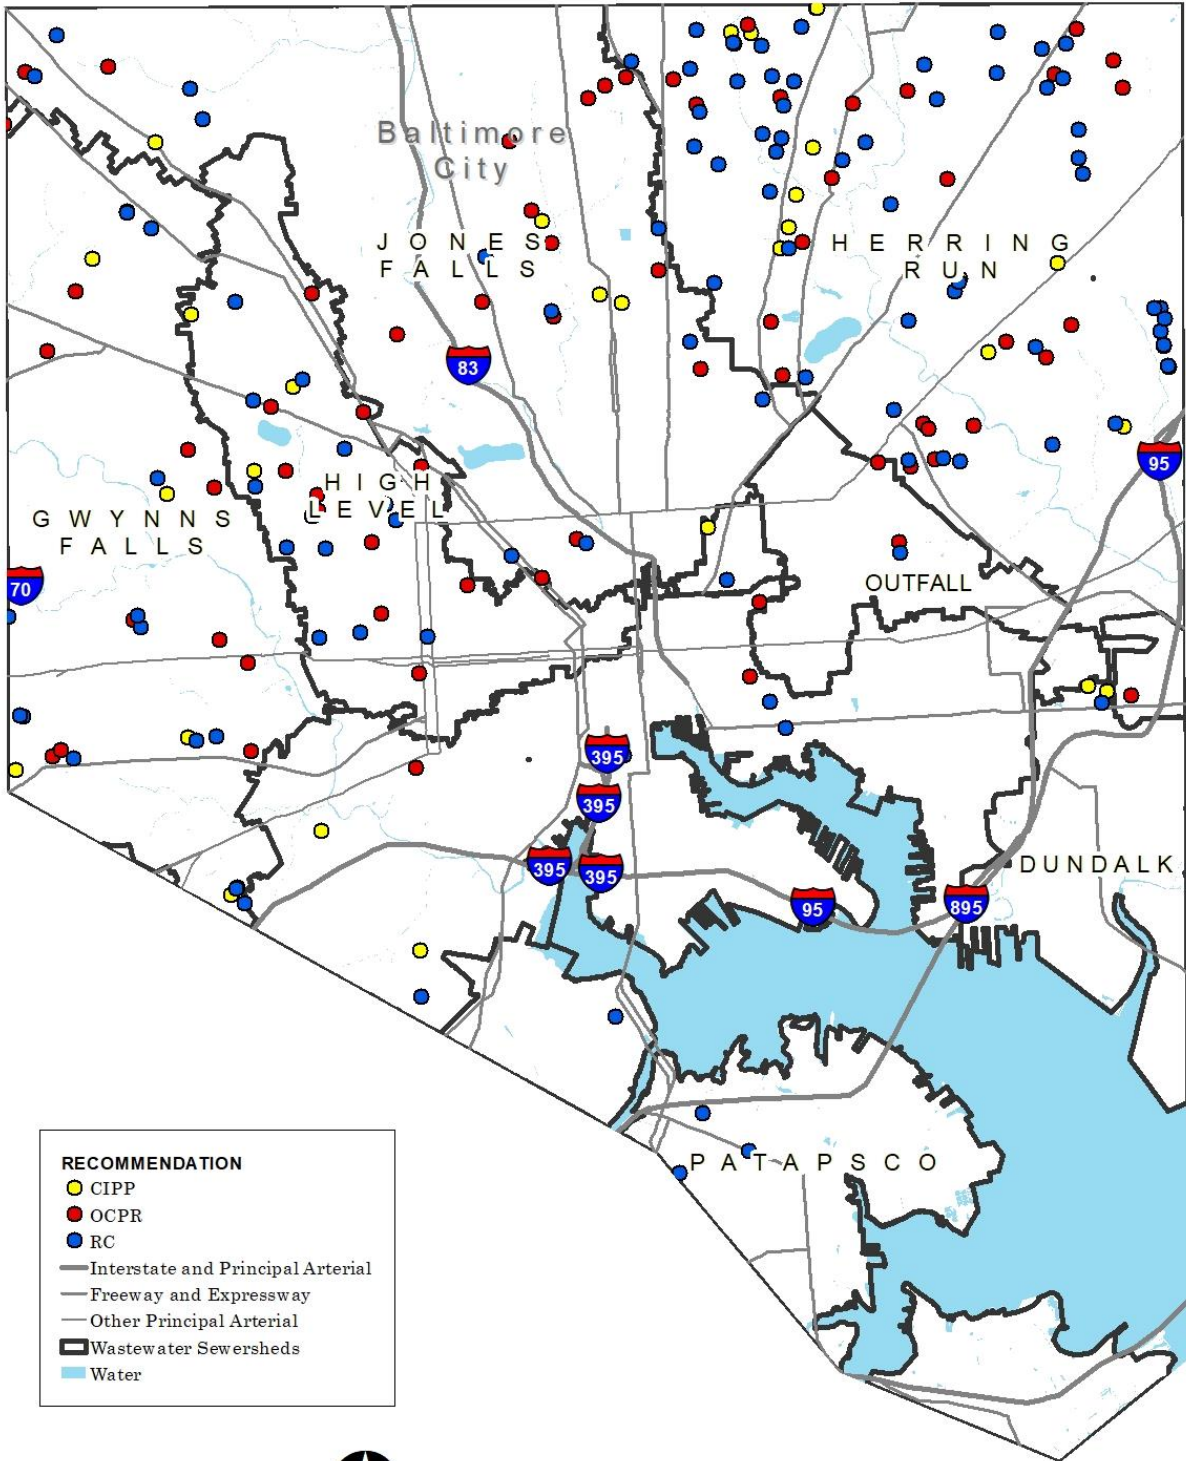 Baltimore
City
JONES
FALLS
HERRING
RUN
83
95
HIGH
LEVEL
GWYNNS
FALLS
70
OUTFALL
395
395
395
395
95
895
DUNDALK
PATAPSCO
RECOMMENDATION
CIPP
OCPR
RC
Interstate and Principal Arterial
Freeway and Expressway
Other Principal Arterial
Wastewater Sewersheds
Water